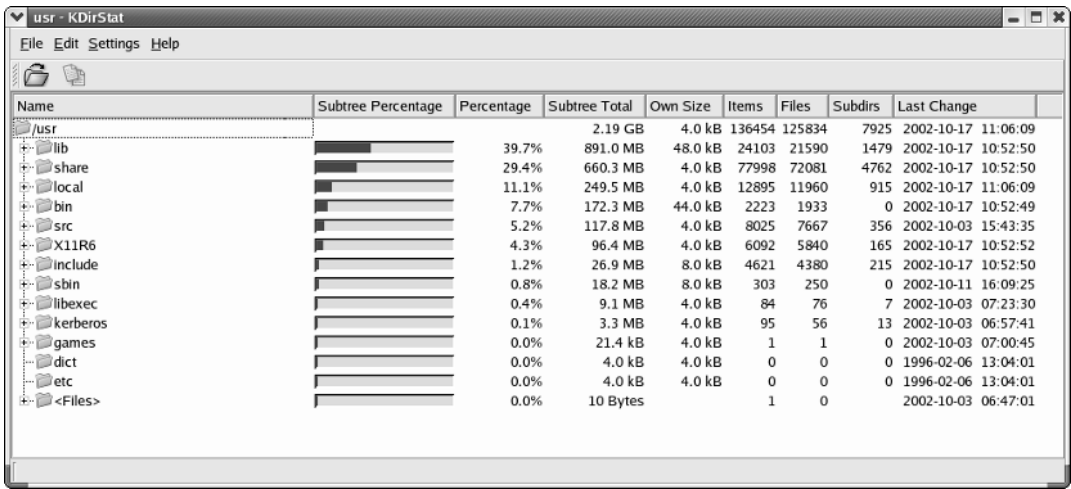 usr - KDirStat
File Edit Settings Help
Name Subtree Percentage Percentage Subtree Total Own Size Items Files Subdirs Last Change
/usr 2.19 GB 4.0 kB 136454 125834 7925 2002-10-17 11:06:09
lib 39.7% 891.0 MB 48.0 kB 24103 21590 1479 2002-10-17 10:52:50
share 29.4% 660.3 MB 4.0 kB 77998 72081 4762 2002-10-17 10:52:50
local 11.1% 249.5 MB 4.0 kB 12895 11960 915 2002-10-17 11:06:09
bin 7.7% 172.3 MB 44.0 kB 2223 1933 0 2002-10-17 10:52:49
src 5.2% 117.8 MB 4.0 kB 8025 7667 356 2002-10-03 15:43:35
X11R6 4.3% 96.4 MB 4.0 kB 6092 5840 165 2002-10-17 10:52:52
include 1.2% 26.9 MB 8.0 kB 4621 4380 215 2002-10-17 10:52:50
sbin 0.8% 18.2 MB 8.0 kB 303 250 0 2002-10-11 16:09:25
libexec 0.4% 9.1 MB 4.0 kB 84 76 7 2002-10-03 07:23:30
kerberos 0.1% 3.3 MB 4.0 kB 95 56 13 2002-10-03 06:57:41
games 0.0% 21.4 kB 4.0 kB 1 1 0 2002-10-03 07:00:45
dict 0.0% 4.0 kB 4.0 kB 0 0 0 1996-02-06 13:04:01
etc 0.0% 4.0 kB 4.0 kB 0 0 0 1996-02-06 13:04:01
<Files> 0.0% 10 Bytes 1 0 2002-10-03 06:47:01